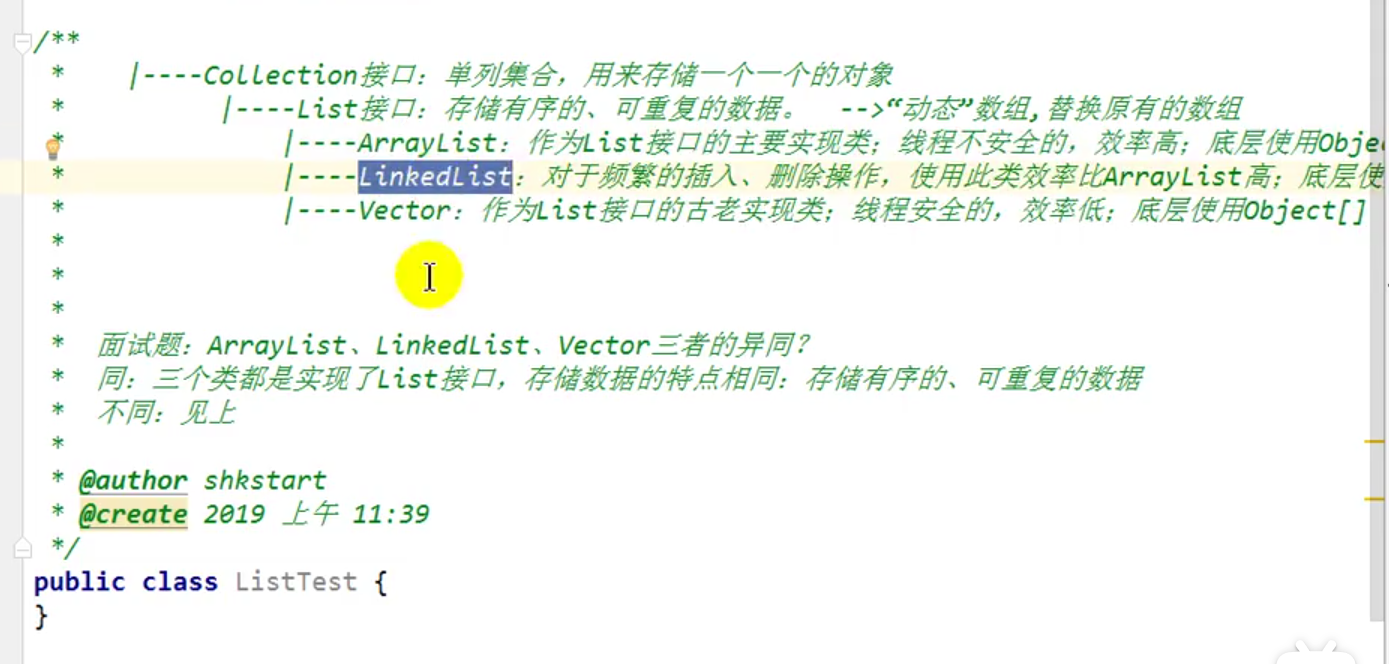 /**
 *     |----Collection接口：单列集合，用来存储一个一个的对象
 *          |----List接口：存储有序的、可重复的数据。  -->“动态”数组,替换原有的数组
 *              |----ArrayList：作为List接口的主要实现类；线程不安全的，效率高；底层使用Obje
 *              |----LinkedList：对于频繁的插入、删除操作，使用此类效率比ArrayList高；底层使
 *              |----Vector：作为List接口的古老实现类；线程安全的，效率低；底层使用Object[]
 *
 *
 *
 *  面试题：ArrayList、LinkedList、Vector三者的异同？
 *  同：三个类都是实现了List接口，存储数据的特点相同：存储有序的、可重复的数据
 *  不同：见上
 *
 * @author shkstart
 * @create 2019 上午 11:39
 */
public class ListTest {
}